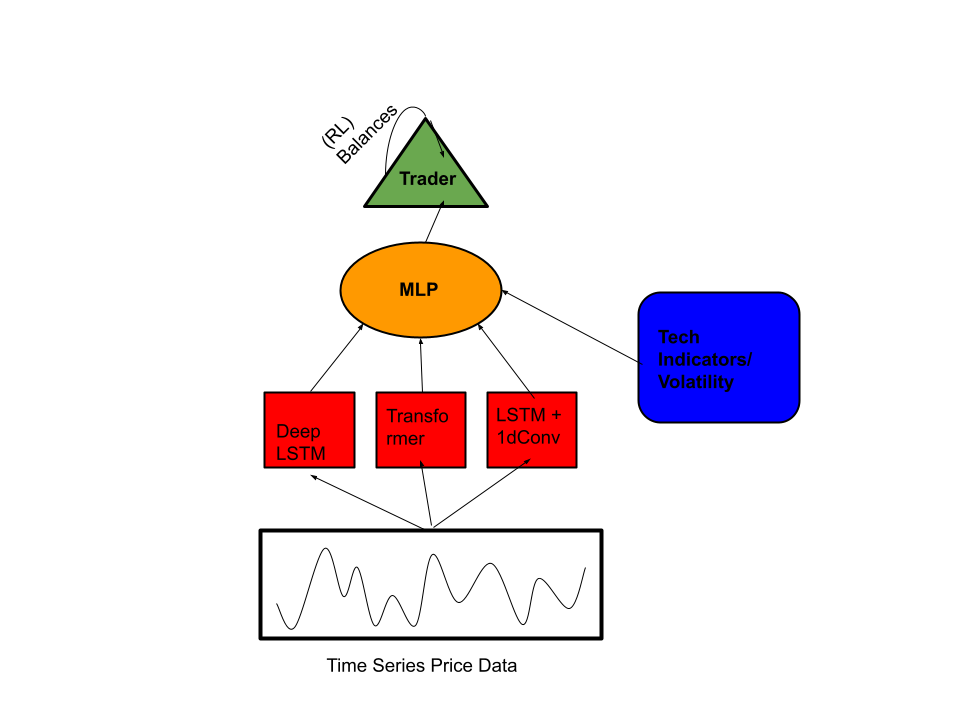 (RL)
Balances
Trader
MLP
Tech
Indicators/
Volatility
Deep
LSTM
Transfo
rmer
LSTM +
1dConv
Time Series Price Data